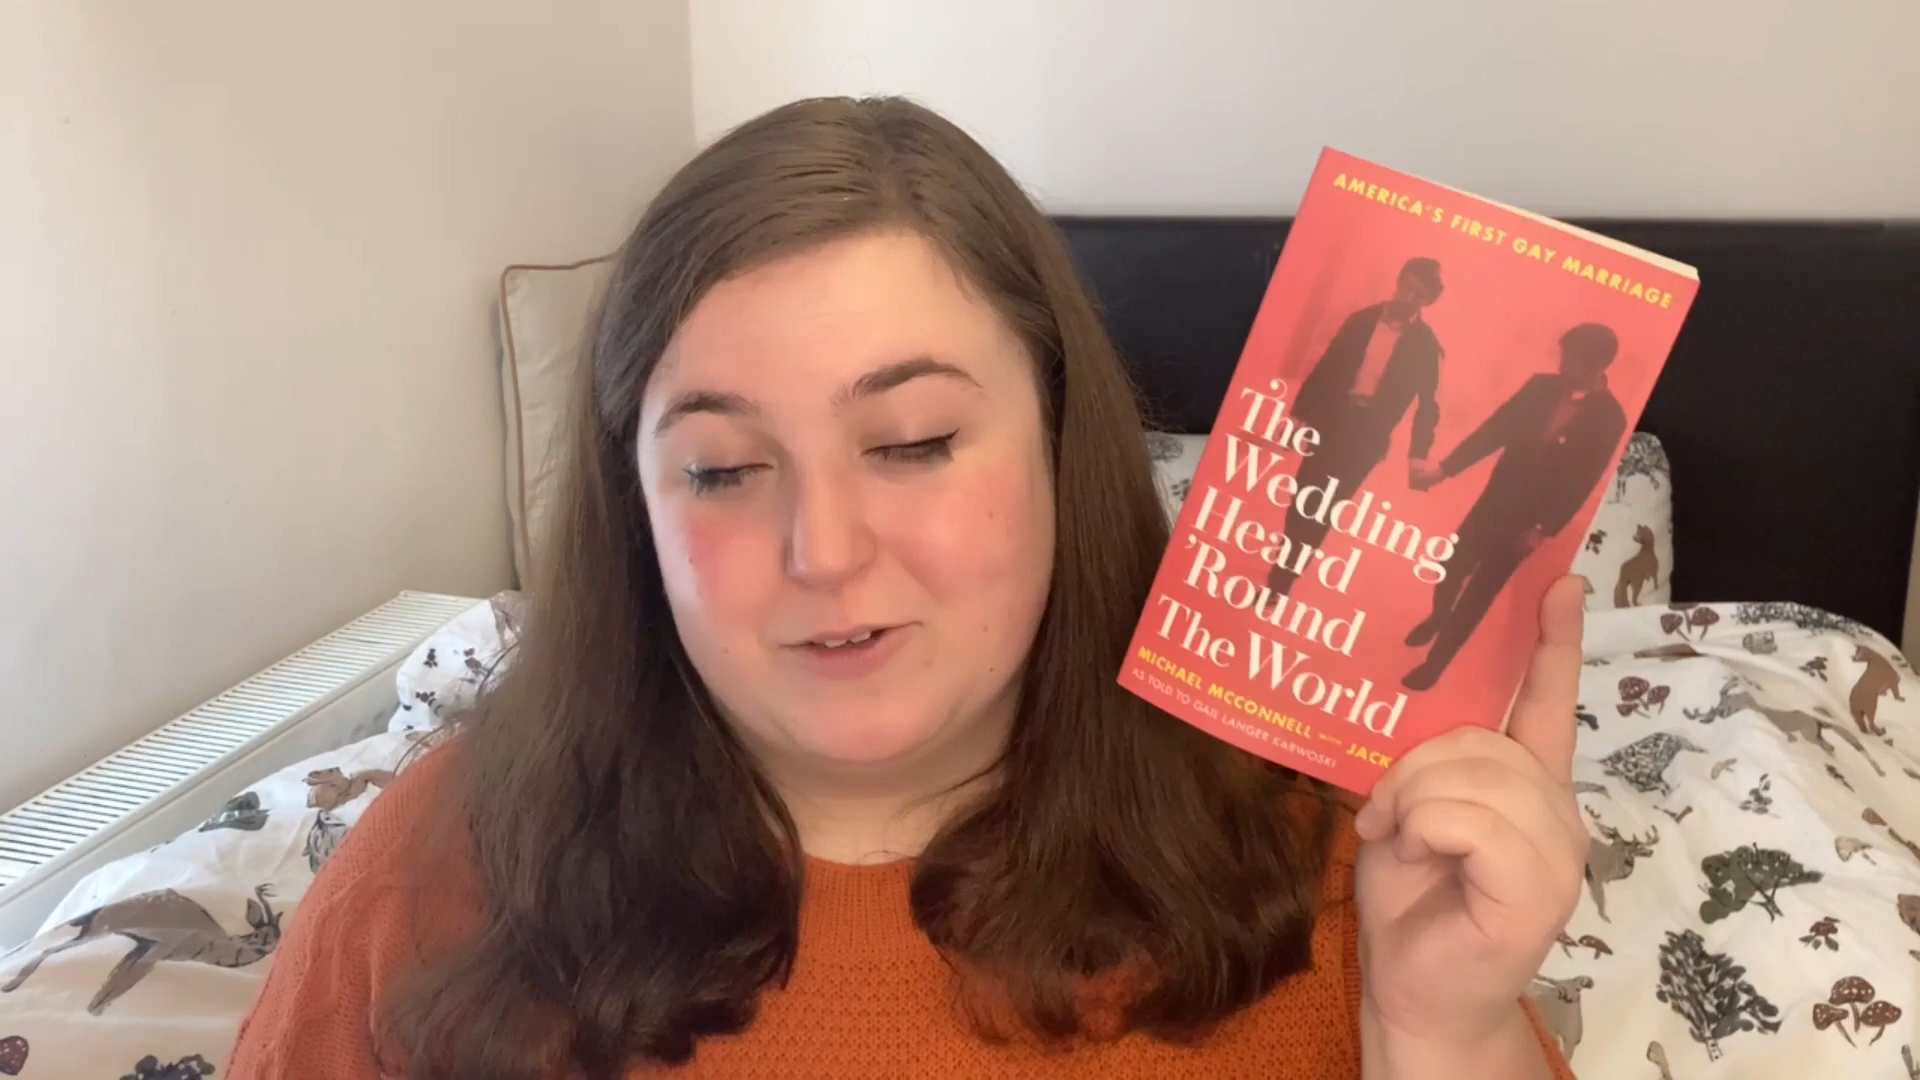 AMERICA'S FIRST GAY MARRIAGE
The
Wedding
Heard
'Round
The World
MICHAEL MCCONNELL WITH JACK
AS TOLD TO GAIL LANGER KARWOSKI